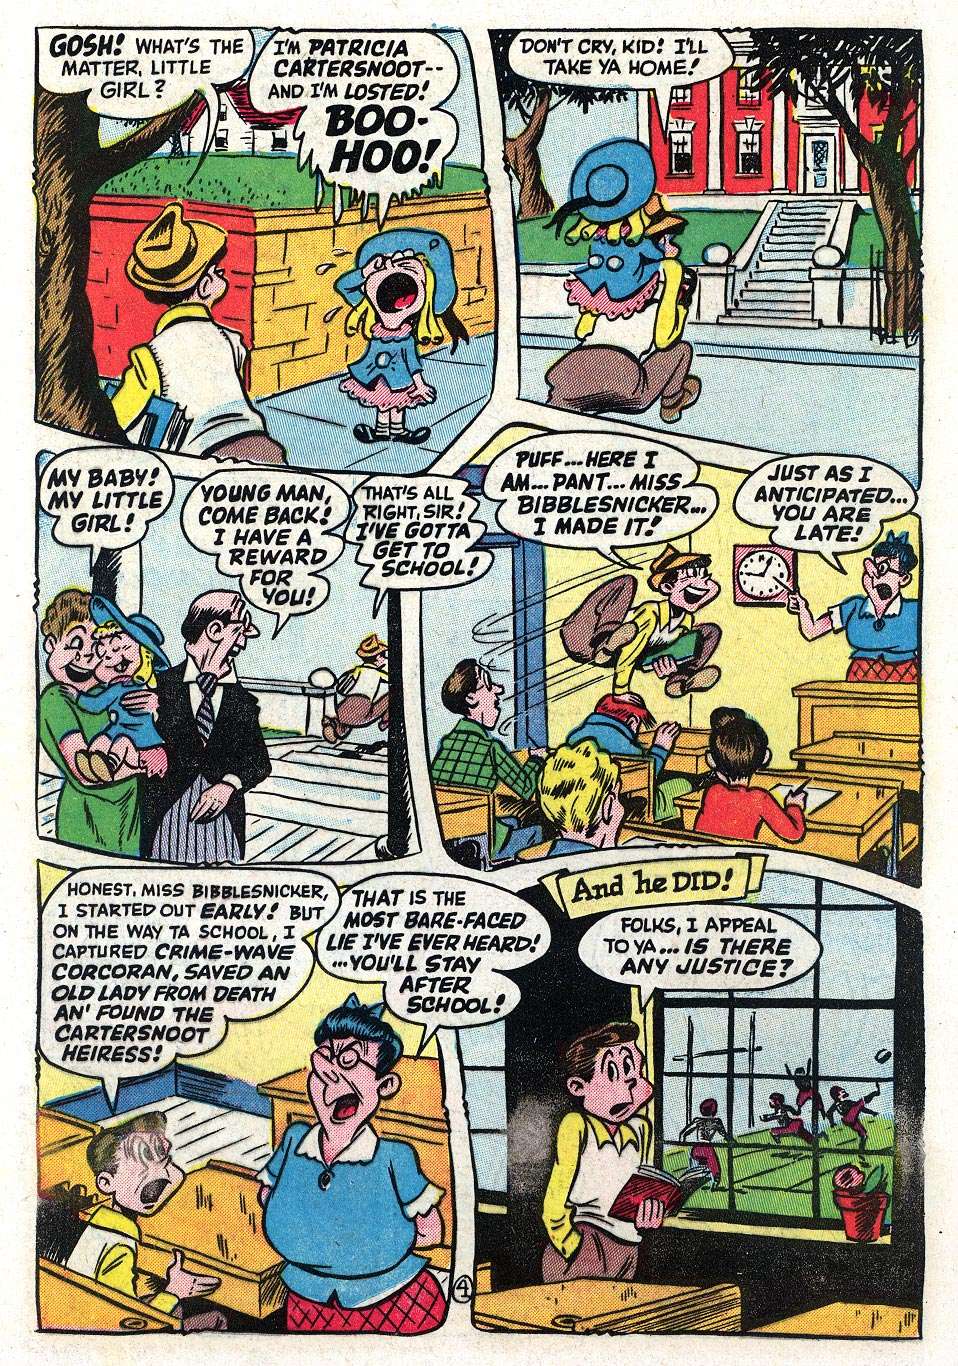 GOSH! WHAT'S THE
MATTER, LITTLE
GIRL?
I'M PATRICIA
CARTERSNOOT--
AND I'M LOSTED!
BOO-
HOO!
DON'T CRY, KID! I'LL
TAKE YA HOME!
MY BABY!
MY LITTLE
GIRL!
YOUNG MAN,
COME BACK!
I HAVE A
REWARD
FOR
YOU!
THAT'S ALL
RIGHT, SIR!
I'VE GOTTA
GET TO
SCHOOL!
PUFF...HERE I
AM...PANT...MISS
BIBBLESNICKER...
I MADE IT!
JUST AS I
ANTICIPATED...
YOU ARE
LATE!
HONEST, MISS BIBBLESNICKER,
I STARTED OUT EARLY! BUT
ON THE WAY TA SCHOOL, I
CAPTURED CRIME-WAVE
CORCORAN, SAVED AN
OLD LADY FROM DEATH
AN' FOUND THE
CARTERSNOOT
HEIRESS!
THAT IS THE
MOST BARE-FACED
LIE I'VE EVER HEARD!
...YOU'LL STAY
AFTER
SCHOOL!
And he DID!
FOLKS, I APPEAL
TO YA... IS THERE
ANY JUSTICE?
4